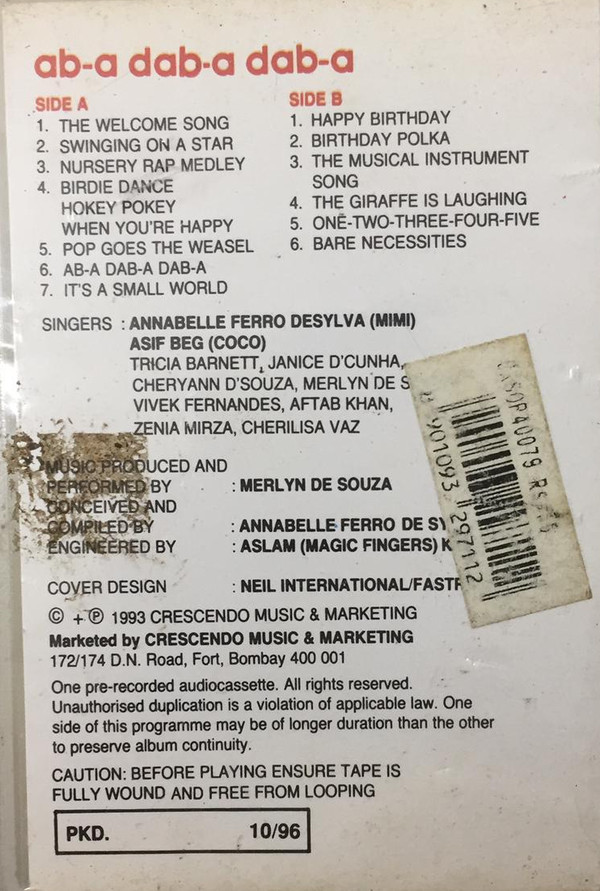 ab-a dab-a dab-a
SIDE A
1. THE WELCOME SONG
2. SWINGING ON A STAR
3. NURSERY RAP MEDLEY
4. BIRDIE DANCE
HOKEY POKEY
WHEN YOU'RE HAPPY
5. POP GOES THE WEASEL
6. AB-A DAB-A DAB-A
7. IT'S A SMALL WORLD
SIDE B
1. HAPPY BIRTHDAY
2. BIRTHDAY POLKA
3. THE MUSICAL INSTRUMENT
SONG
4. THE GIRAFFE IS LAUGHING
5. ONE-TWO-THREE-FOUR-FIVE
6. BARE NECESSITIES
SINGERS : ANNABELLE FERRO DESYLVA (MIMI)
ASIF BEG (COCO)
TRICIA BARNETT, JANICE D'CUNHA,
CHERYANN D'SOUZA, MERLYN DE S
VIVEK FERNANDES, AFTAB KHAN,
ZENIA MIRZA, CHERILISA VAZ
MUSIC PRODUCED AND
PERFORMED BY : MERLYN DE SOUZA
CONCEIVED AND
COMPILED BY : ANNABELLE FERRO DE
ENGINEERED BY : ASLAM (MAGIC FINGERS) K
COVER DESIGN : NEIL INTERNATIONAL/
© + ℗ 1993 CRESCENDO MUSIC & MARKETING
Marketed by CRESCENDO MUSIC & MARKETING
172/174 D.N. Road, Fort, Bombay 400 001
One pre-recorded audiocassette. All rights reserved.
Unauthorised duplication is a violation of applicable law. One
side of this programme may be of longer duration than the other
to preserve album continuity.
CAUTION: BEFORE PLAYING ENSURE TAPE IS
FULLY WOUND AND FREE FROM LOOPING
PKD. 10/96
8 901093 297112